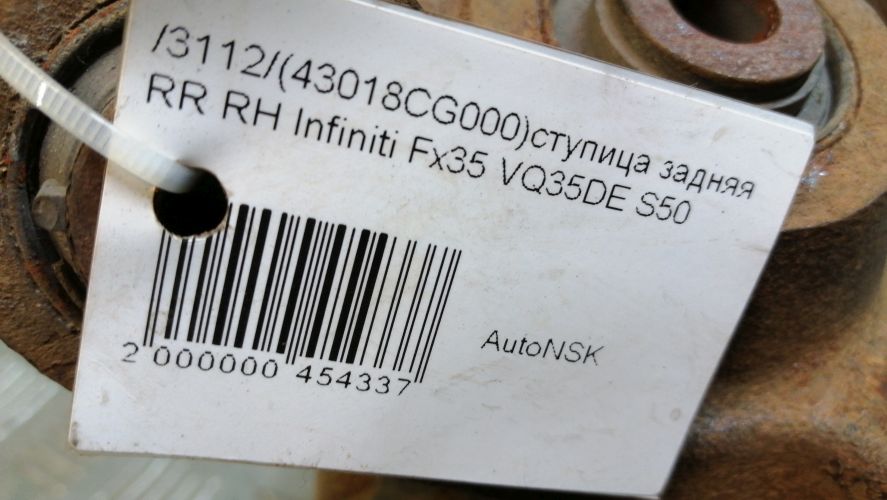 /3112/(43018CG000)ступица задняя
RR RH Infiniti Fx35 VQ35DE S50
AutoNSK
2 000000 454337